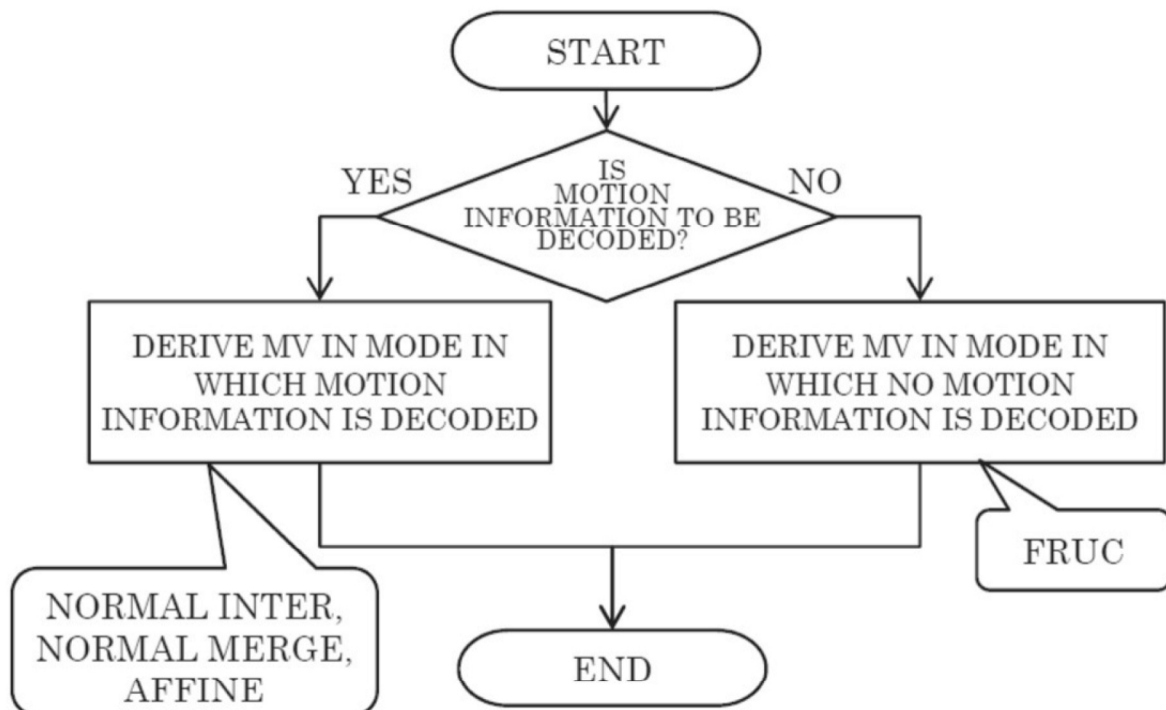 START
IS
MOTION
INFORMATION TO BE
DECODED?
YES
NO
DERIVE MV IN MODE IN
WHICH MOTION
INFORMATION IS DECODED
DERIVE MV IN MODE IN
WHICH NO MOTION
INFORMATION IS DECODED
NORMAL INTER,
NORMAL MERGE,
AFFINE
FRUC
END